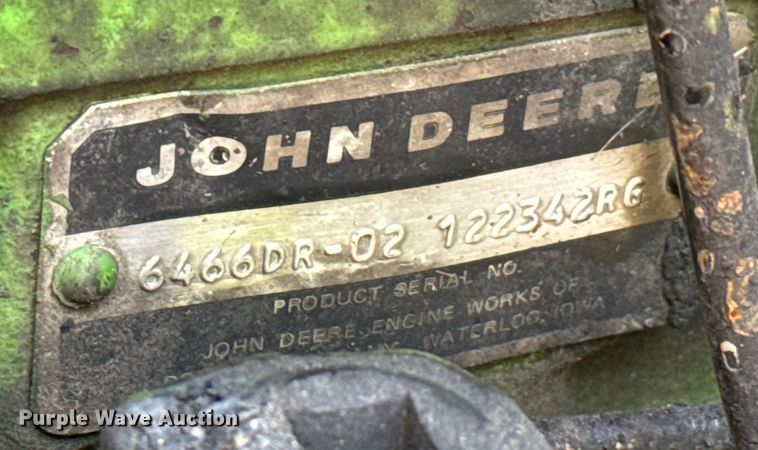 JOHN DEERE
6466DR-02 122342RG
PRODUCT SERIAL NO.
JOHN DEERE ENGINE WORKS OF
WATERLOO, IOWA
Purple Wave Auction